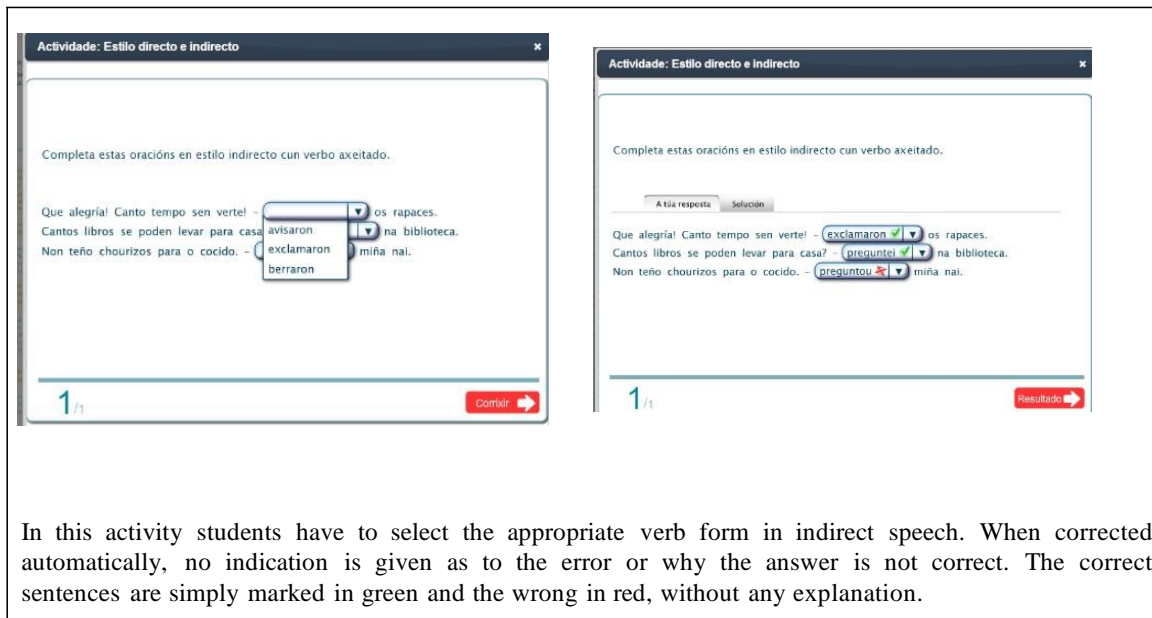 Actividade: Estilo directo e indirecto ×
Completa estas oracións en estilo indirecto cun verbo axeitado.
Que alegría! Canto tempo sen verte! – ▼ os rapaces.
Cantos libros se poden levar para casa ▼ na biblioteca.
Non teño chourizos para o cocido. – miña nai.
avisaron
exclamaron
berraron
1/1
Corrixir
Actividade: Estilo directo e indirecto ×
Completa estas oracións en estilo indirecto cun verbo axeitado.
A túa resposta Solución
Que alegría! Canto tempo sen verte! – exclamaron ✓ ▼ os rapaces.
Cantos libros se poden levar para casa? – preguntei ✓ ▼ na biblioteca.
Non teño chourizos para o cocido. – preguntou ✗ ▼ miña nai.
1/1
Resultado
In this activity students have to select the appropriate verb form in indirect speech. When corrected
automatically, no indication is given as to the error or why the answer is not correct. The correct
sentences are simply marked in green and the wrong in red, without any explanation.